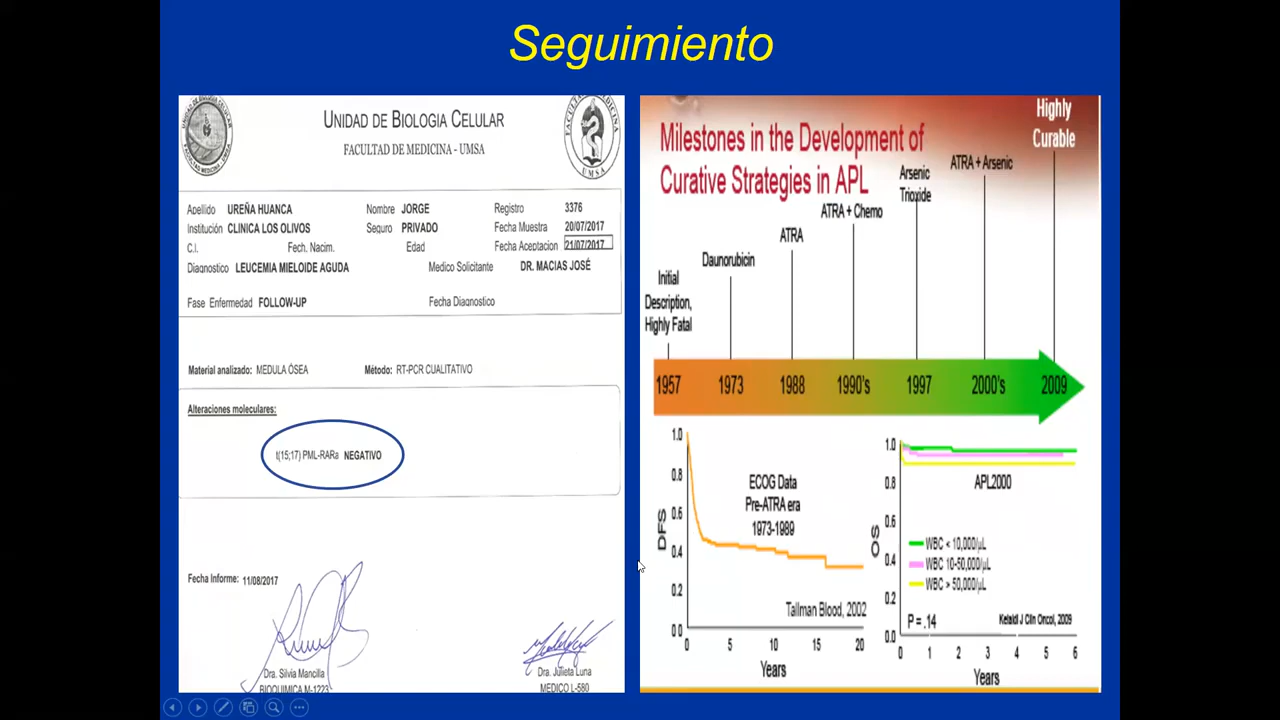 Seguimiento
UNIDAD DE BIOLOGIA CELULAR
FACULTAD DE MEDICINA - UMSA
Apellido UREÑA HUANCA Nombre JORGE Registro 3376
Institución CLINICA LOS OLIVOS Seguro PRIVADO Fecha Muestra 20/07/2017
C.I. Fech. Nacim. Edad Fecha Aceptacion 21/07/2017
Diagnostico LEUCEMIA MIELOIDE AGUDA Medico Solicitante DR. MACIAS JOSÉ
Fase Enfermedad FOLLOW-UP Fecha Diagnostico
Material analizado: MEDULA ÒSEA Método: RT-PCR CUALITATIVO
Alteraciones moleculares:
t(15;17) PML-RARa NEGATIVO
Fecha Informe: 11/08/2017
Dra. Silvia Mancilla
BIOQUIMICA M-1223
Dra. Julieta Luna
MEDICO L-580
Milestones in the Development of
Curative Strategies in APL
Initial
Description,
Highly Fatal
Daunorubicin
ATRA
ATRA + Chemo
Arsenic
Trioxide
ATRA + Arsenic
Highly
Curable
1957 1973 1988 1990's 1997 2000's 2009
DFS
1.0
0.8
0.6
0.4
0.2
0.0
ECOG Data
Pre-ATRA era
1973-1989
Tallman Blood, 2002
0 5 10 15 20
Years
OS
1.0
0.8
0.6
0.4
0.2
0.0
APL2000
WBC < 10,000/µL
WBC 10-50,000/µL
WBC > 50,000/µL
P = .14
Kelaidi J Clin Oncol, 2009
0 1 2 3 4 5 6
Years